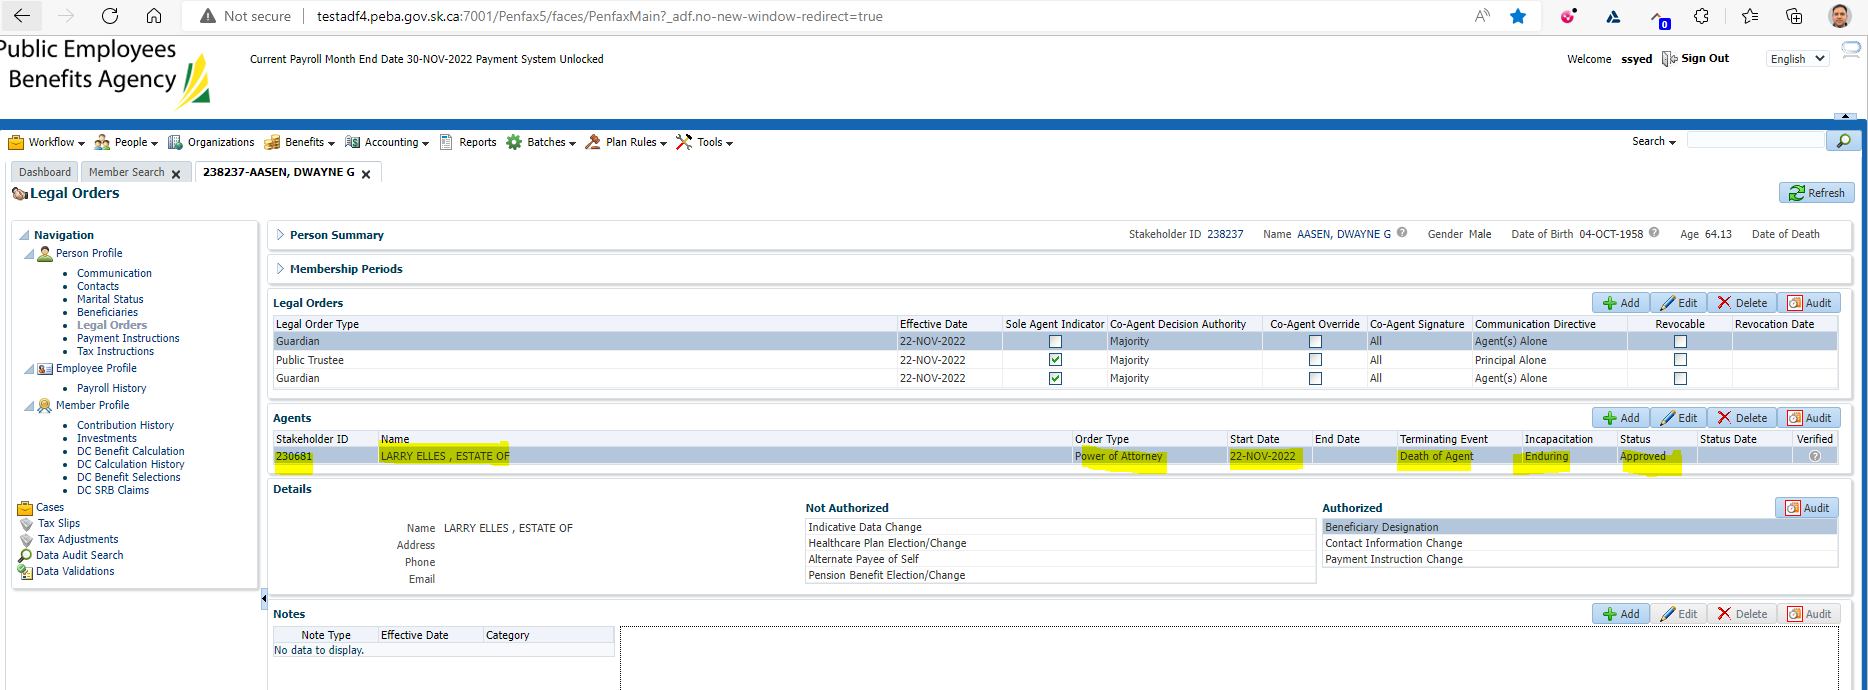 Not secure testadf4.peba.gov.sk.ca:7001/Penfax5/faces/PenfaxMain?_adf.no-new-window-redirect=true
0
Public Employees
Benefits Agency
Current Payroll Month End Date 30-NOV-2022 Payment System Unlocked
Welcome ssyed Sign Out English
Workflow People Organizations Benefits Accounting Reports Batches Plan Rules Tools Search
Dashboard Member Search 238237-AASEN, DWAYNE G
Legal Orders
Refresh
Navigation
Person Profile
Communication
Contacts
Marital Status
Beneficiaries
Legal Orders
Payment Instructions
Tax Instructions
Employee Profile
Payroll History
Member Profile
Contribution History
Investments
DC Benefit Calculation
DC Calculation History
DC Benefit Selections
DC SRB Claims
Cases
Tax Slips
Tax Adjustments
Data Audit Search
Data Validations
Person Summary Stakeholder ID 238237 Name AASEN, DWAYNE G Gender Male Date of Birth 04-OCT-1958 Age 64.13 Date of Death
Membership Periods
Legal Orders Add Edit Delete Audit
Legal Order Type Effective Date Sole Agent Indicator Co-Agent Decision Authority Co-Agent Override Co-Agent Signature Communication Directive Revocable Revocation Date
Guardian 22-NOV-2022 Majority All Agent(s) Alone
Public Trustee 22-NOV-2022 Majority All Principal Alone
Guardian 22-NOV-2022 Majority All Agent(s) Alone
Agents Add Edit Delete Audit
Stakeholder ID Name Order Type Start Date End Date Terminating Event Incapacitation Status Status Date Verified
230681 LARRY ELLES , ESTATE OF Power of Attorney 22-NOV-2022 Death of Agent Enduring Approved
Details
Name LARRY ELLES , ESTATE OF
Address
Phone
Email
Not Authorized
Indicative Data Change
Healthcare Plan Election/Change
Alternate Payee of Self
Pension Benefit Election/Change
Authorized Audit
Beneficiary Designation
Contact Information Change
Payment Instruction Change
Notes Add Edit Delete Audit
Note Type Effective Date Category
No data to display.